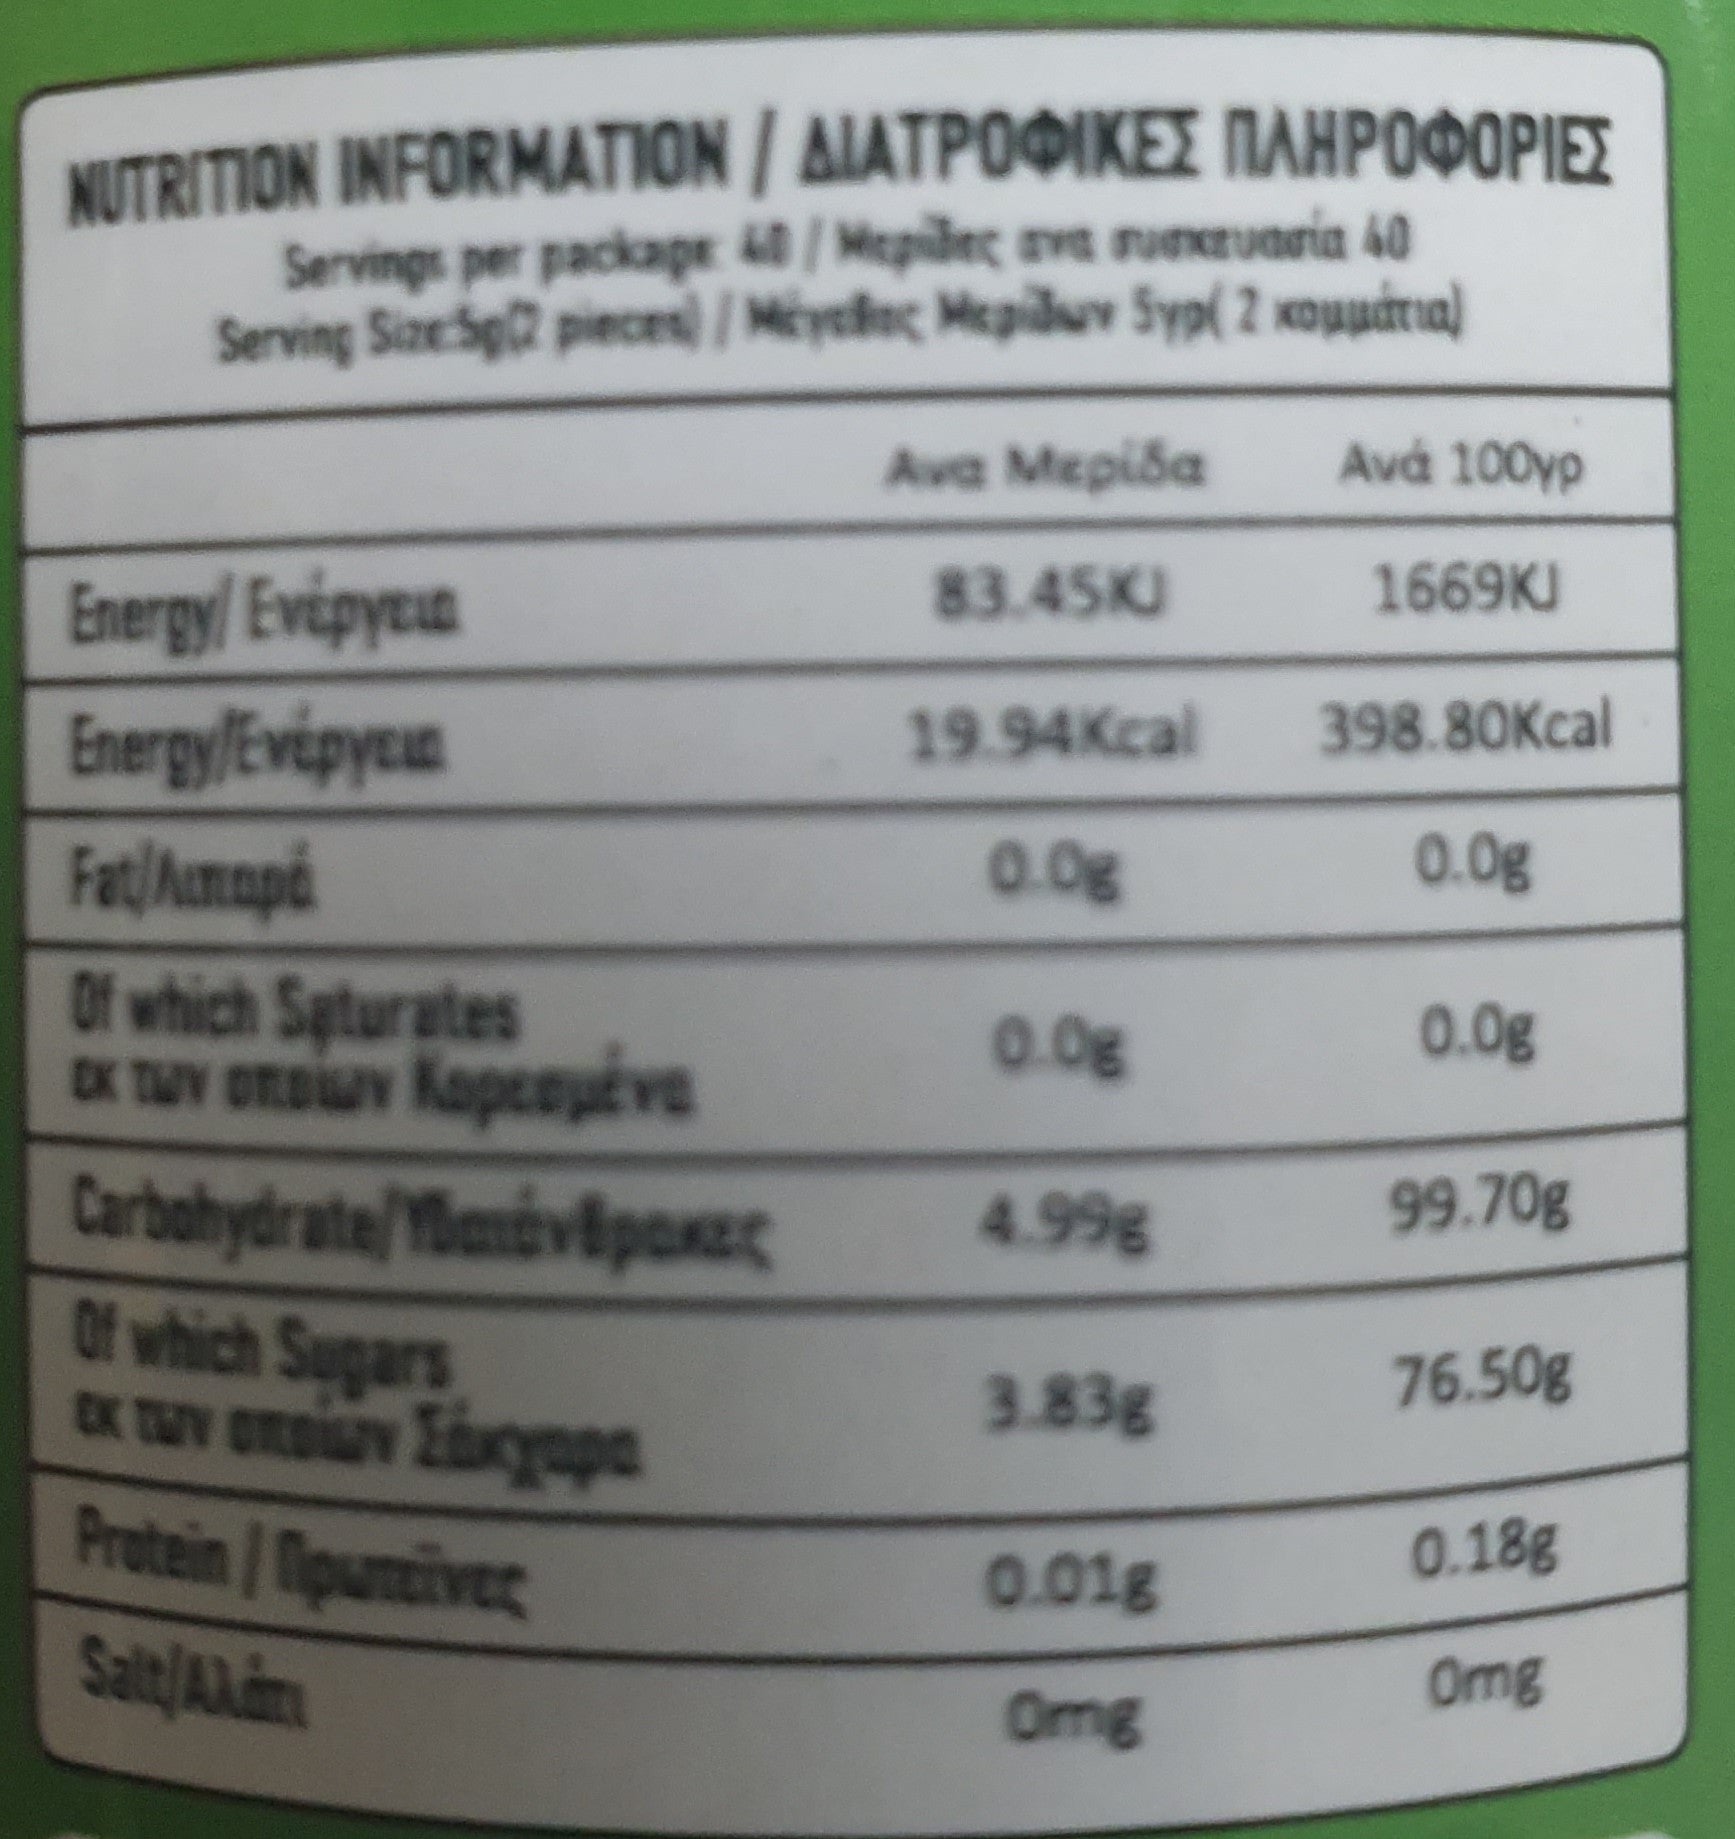 NUTRITION INFORMATION / ΔΙΑΤΡΟΦΙΚΕΣ ΠΛΗΡΟΦΟΡΙΕΣ
Servings per package: 40 / Μερίδες ανα συσκευασία 40
Serving Size:5g(2 pieces) / Μέγεθος Μερίδων 5γρ( 2 κομμάτια)
Ανα Μερίδα Ανά 100γρ
Energy/ Ενέργεια 83.45KJ 1669KJ
Energy/Ενέργεια 19.94Kcal 398.80Kcal
Fat/Λιπαρά 0.0g 0.0g
Of which Saturates
εκ των οποίων Κορεσμένα 0.0g 0.0g
Carbohydrate/Υδατάνθρακες 4.99g 99.70g
Of which Sugars
εκ των οποίων Σάκχαρα 3.83g 76.50g
Protein / Πρωτεΐνες 0.01g 0.18g
Salt/Αλάτι 0mg 0mg